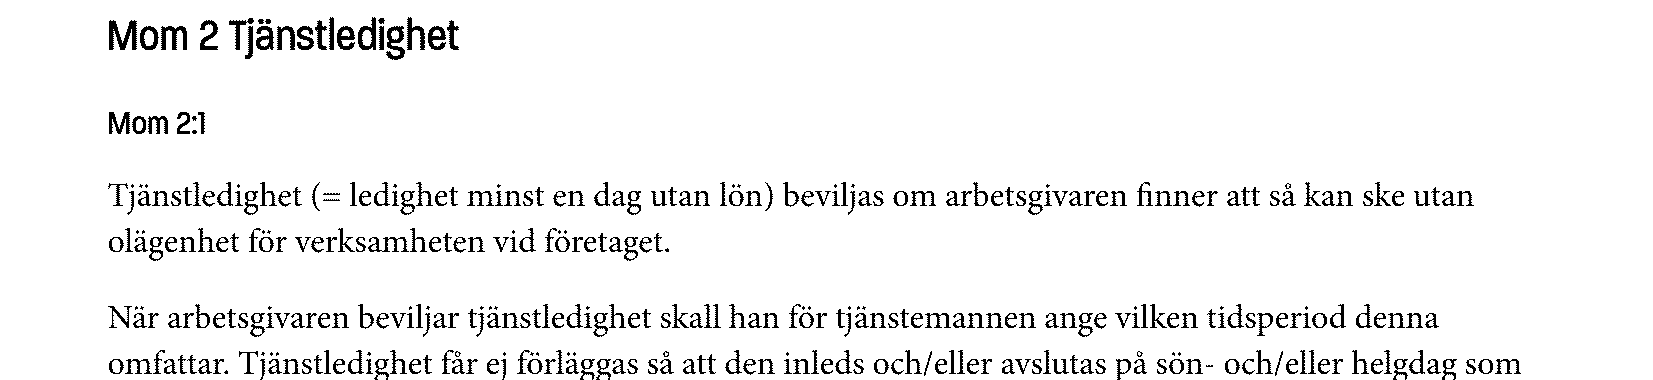 Mom 2 Tjänstledighet
Mom 2:1
Tjänstledighet (= ledighet minst en dag utan lön) beviljas om arbetsgivaren finner att så kan ske utan
olägenhet för verksamheten vid företaget.
När arbetsgivaren beviljar tjänstledighet skall han för tjänstemannen ange vilken tidsperiod denna
omfattar. Tjänstledighet får ej förläggas så att den inleds och/eller avslutas på sön- och/eller helgdag som